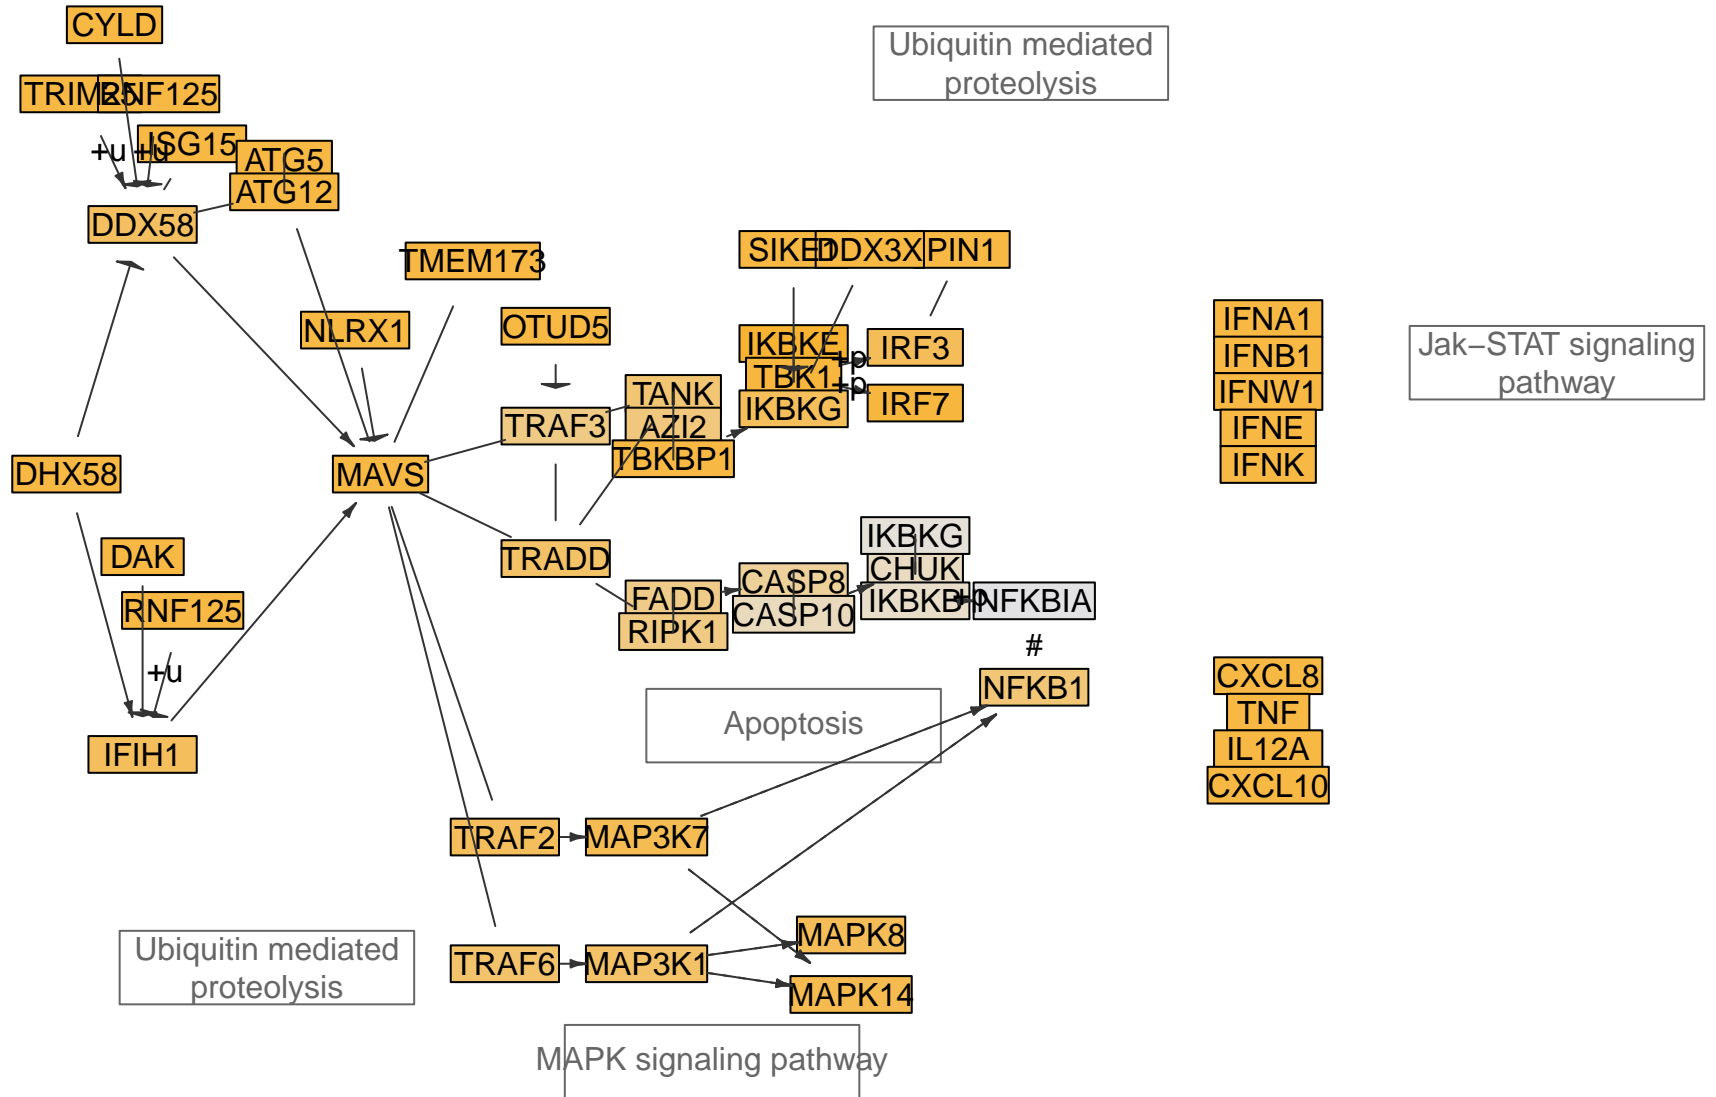 CYLD
Ubiquitin mediated
proteolysis
TRIM25
RNF125
ISG15
+u
+u
ATG5
ATG12
DDX58
TMEM173
SIKE1
DDX3X
PIN1
NLRX1
OTUD5
IKBKE
TBK1
IKBKG
+p
+p
IRF3
IRF7
IFNA1
IFNB1
IFNW1
IFNE
IFNK
Jak−STAT signaling
pathway
TANK
AZI2
TBKBP1
TRAF3
DHX58
MAVS
DAK
RNF125
+u
TRADD
FADD
RIPK1
CASP8
CASP10
IKBKG
CHUK
IKBKB
+p
NFKBIA
#
NFKB1
Apoptosis
IFIH1
CXCL8
TNF
IL12A
CXCL10
TRAF2
MAP3K7
TRAF6
MAP3K1
MAPK8
MAPK14
Ubiquitin mediated
proteolysis
MAPK signaling pathway